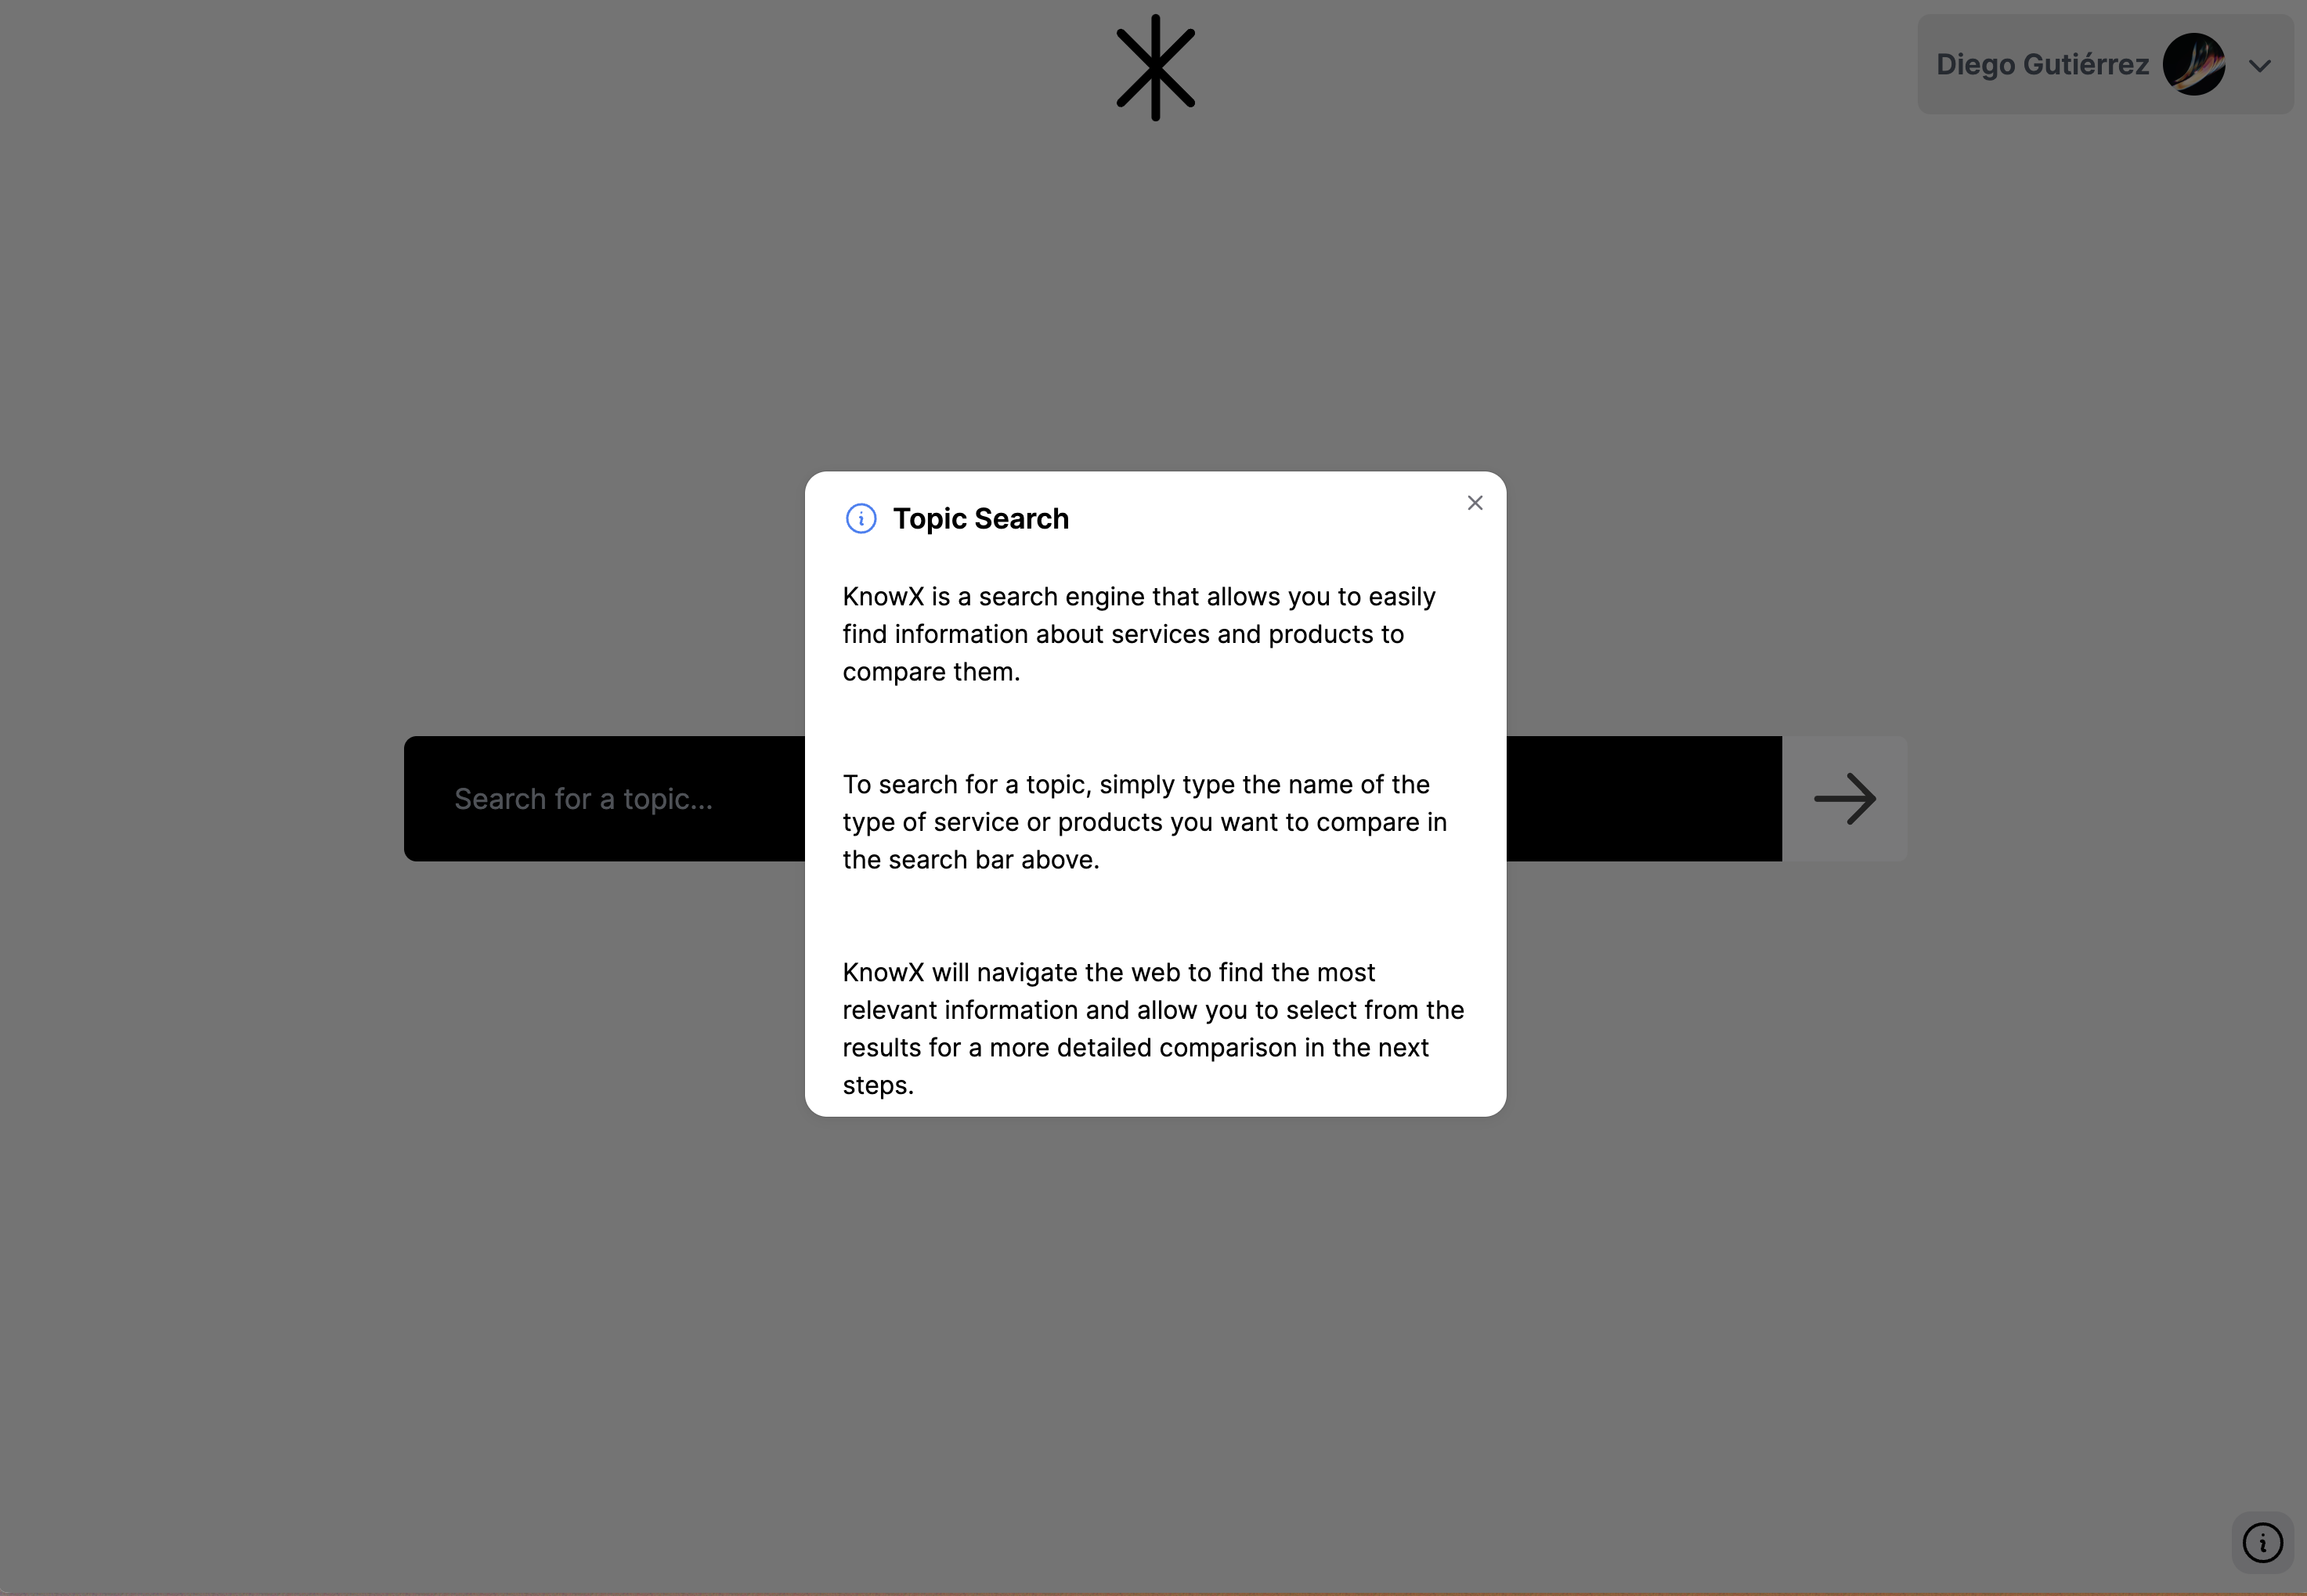 Diego Gutiérrez
Topic Search
KnowX is a search engine that allows you to easily
find information about services and products to
compare them.
To search for a topic, simply type the name of the
type of service or products you want to compare in
the search bar above.
Search for a topic...
KnowX will navigate the web to find the most
relevant information and allow you to select from the
results for a more detailed comparison in the next
steps.